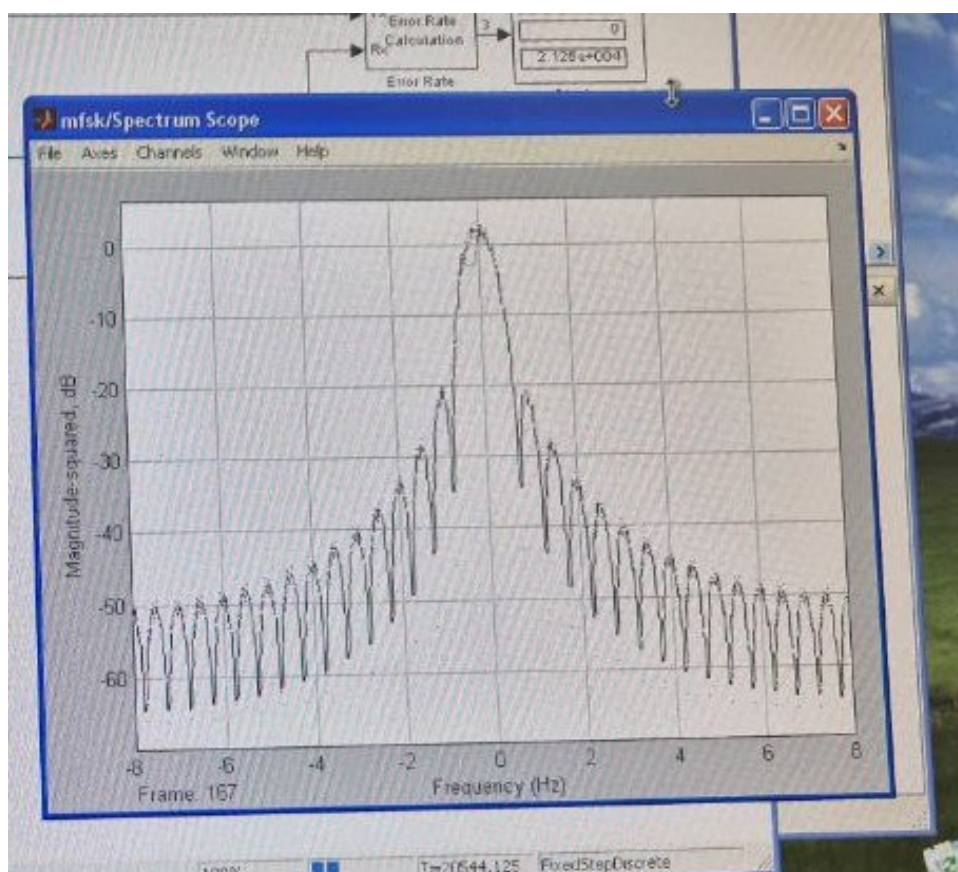 Error Rate
Calculation
Rx
3
0
2.126e+004
Error Rate
mfsk/Spectrum Scope
File Axes Channels Window Help
Magnitude-squared, dB
0
-10
-20
-30
-40
-50
-60
-8 -6 -4 -2 0 2 4 6 8
Frame: 167
Frequency (Hz)
T=20544.125 FixedStepDiscrete